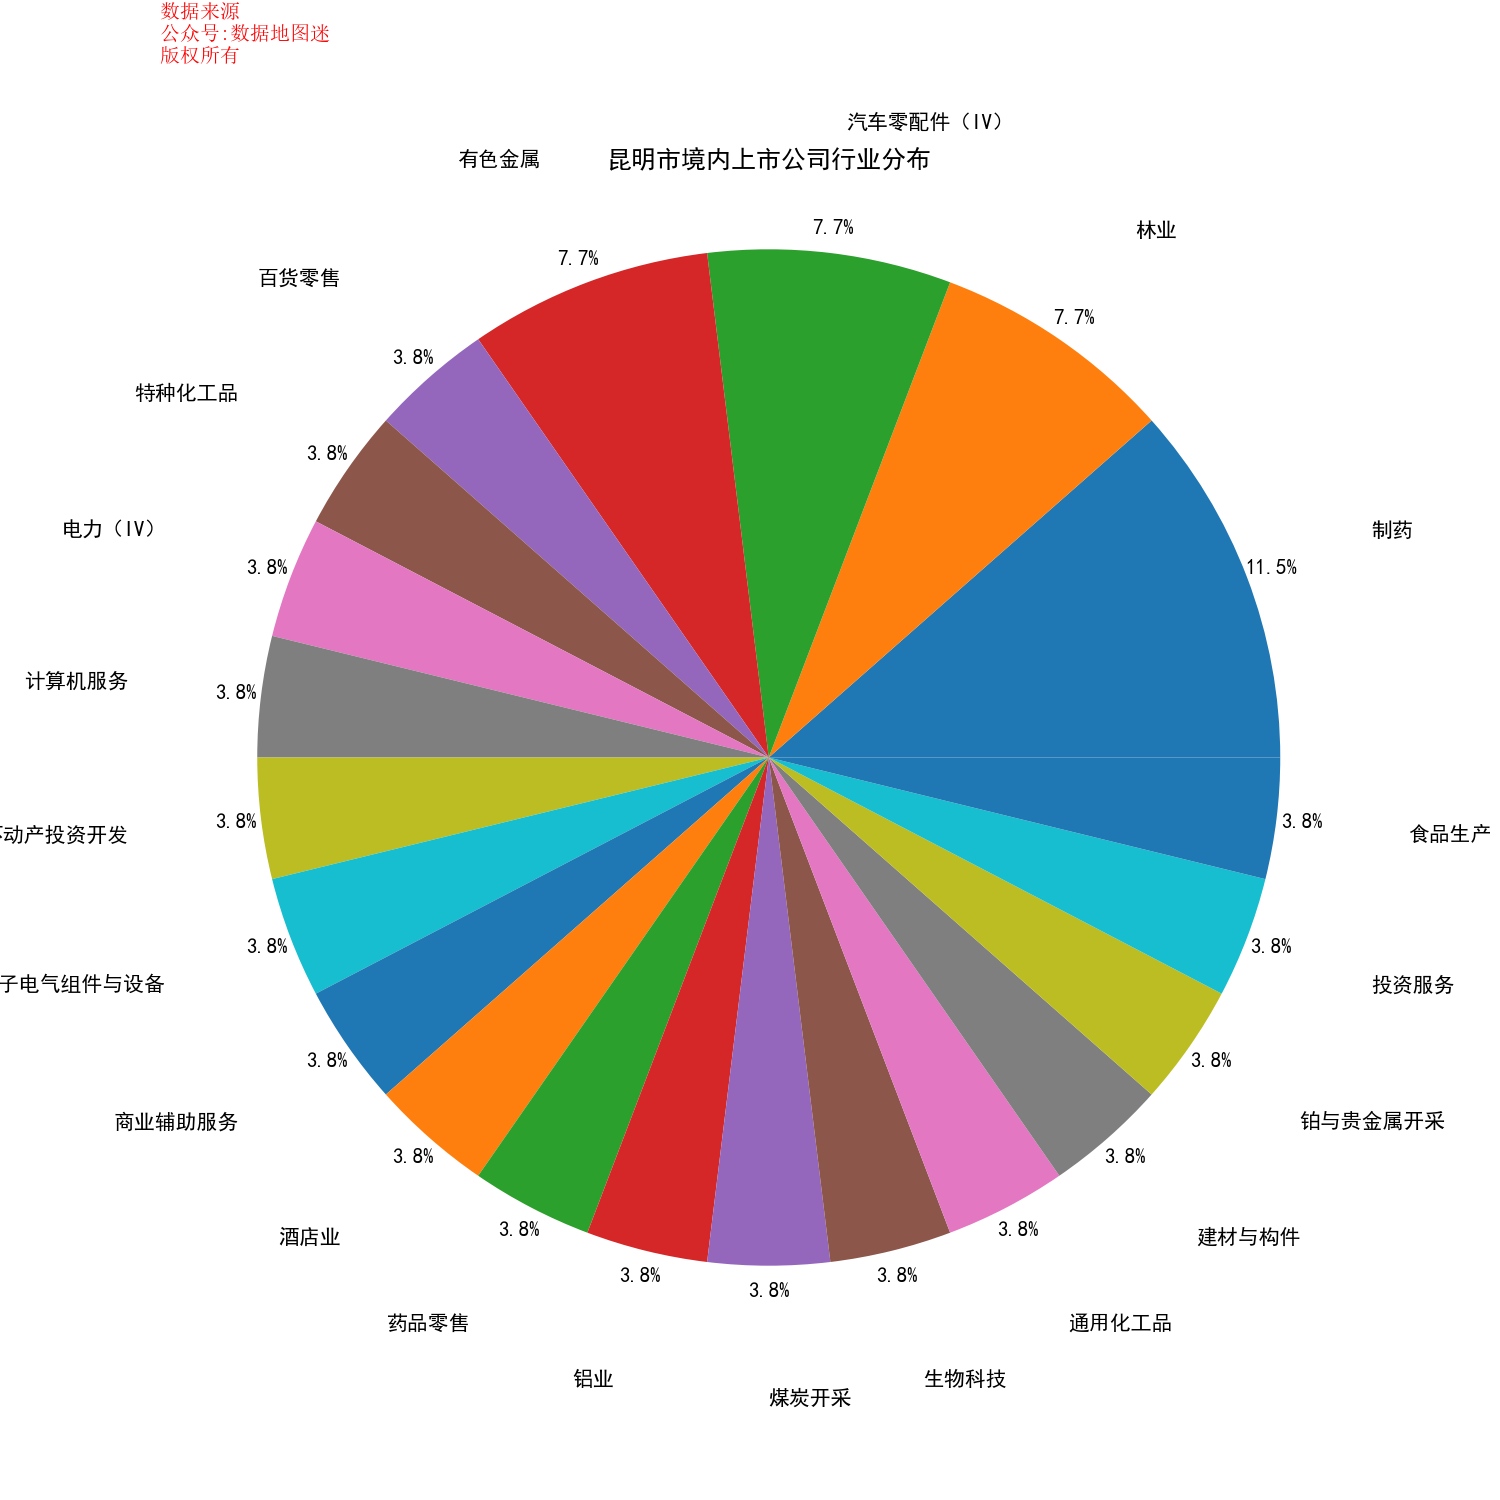 数据来源
公众号:数据地图迷
版权所有
昆明市境内上市公司行业分布
制药
11.5%
林业
7.7%
汽车零配件（IV）
7.7%
有色金属
7.7%
百货零售
3.8%
特种化工品
3.8%
电力（IV）
3.8%
计算机服务
3.8%
动产投资开发
3.8%
子电气组件与设备
3.8%
商业辅助服务
3.8%
酒店业
3.8%
药品零售
3.8%
铝业
3.8%
煤炭开采
3.8%
生物科技
3.8%
通用化工品
3.8%
建材与构件
3.8%
铂与贵金属开采
3.8%
投资服务
3.8%
食品生产
3.8%